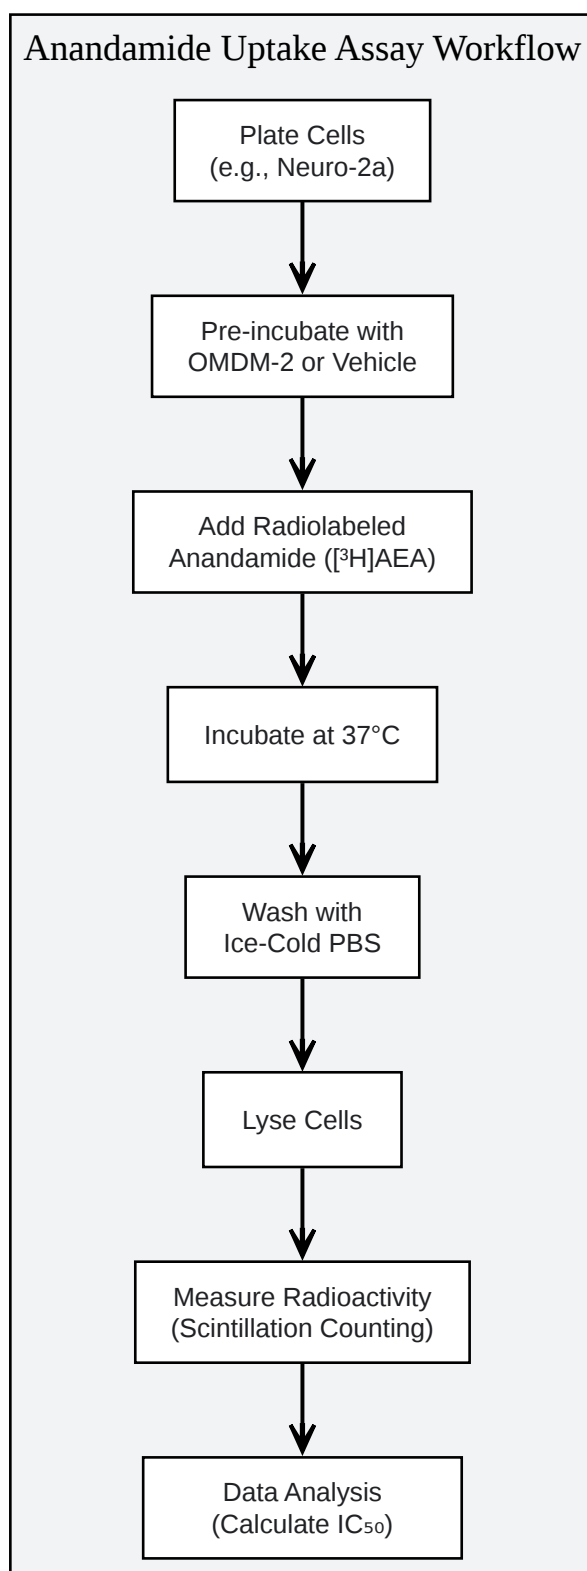 Anandamide Uptake Assay Workflow
Plate Cells
(e.g., Neuro-2a)
Pre-incubate with
OMDM-2 or Vehicle
Add Radiolabeled
Anandamide ([³H]AEA)
Incubate at 37°C
Wash with
Ice-Cold PBS
Lyse Cells
Measure Radioactivity
(Scintillation Counting)
Data Analysis
(Calculate IC₅₀)